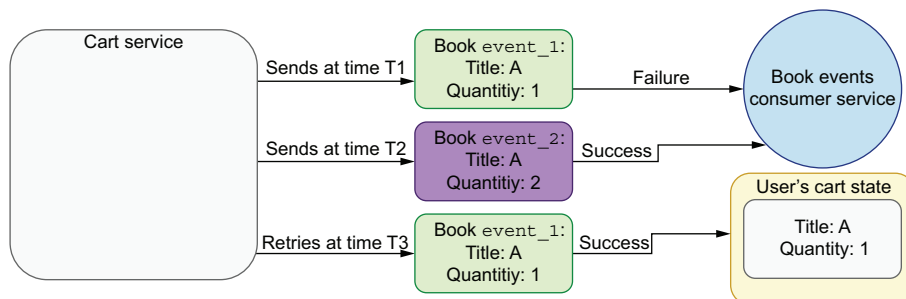 Cart service
Sends at time T1
Book event_1:
Title: A
Quantitiy: 1
Failure
Book events
consumer service
Sends at time T2
Book event_2:
Title: A
Quantitiy: 2
Success
User's cart state
Title: A
Quantity: 1
Retries at time T3
Book event_1:
Title: A
Quantitiy: 1
Success